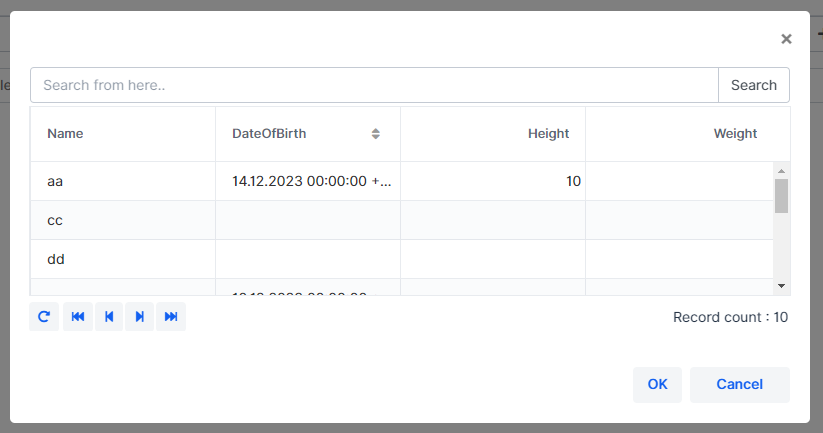 le
Search from here.. Search
Name DateOfBirth Height Weight
aa 14.12.2023 00:00:00 +... 10
cc
dd
Record count : 10
OK Cancel